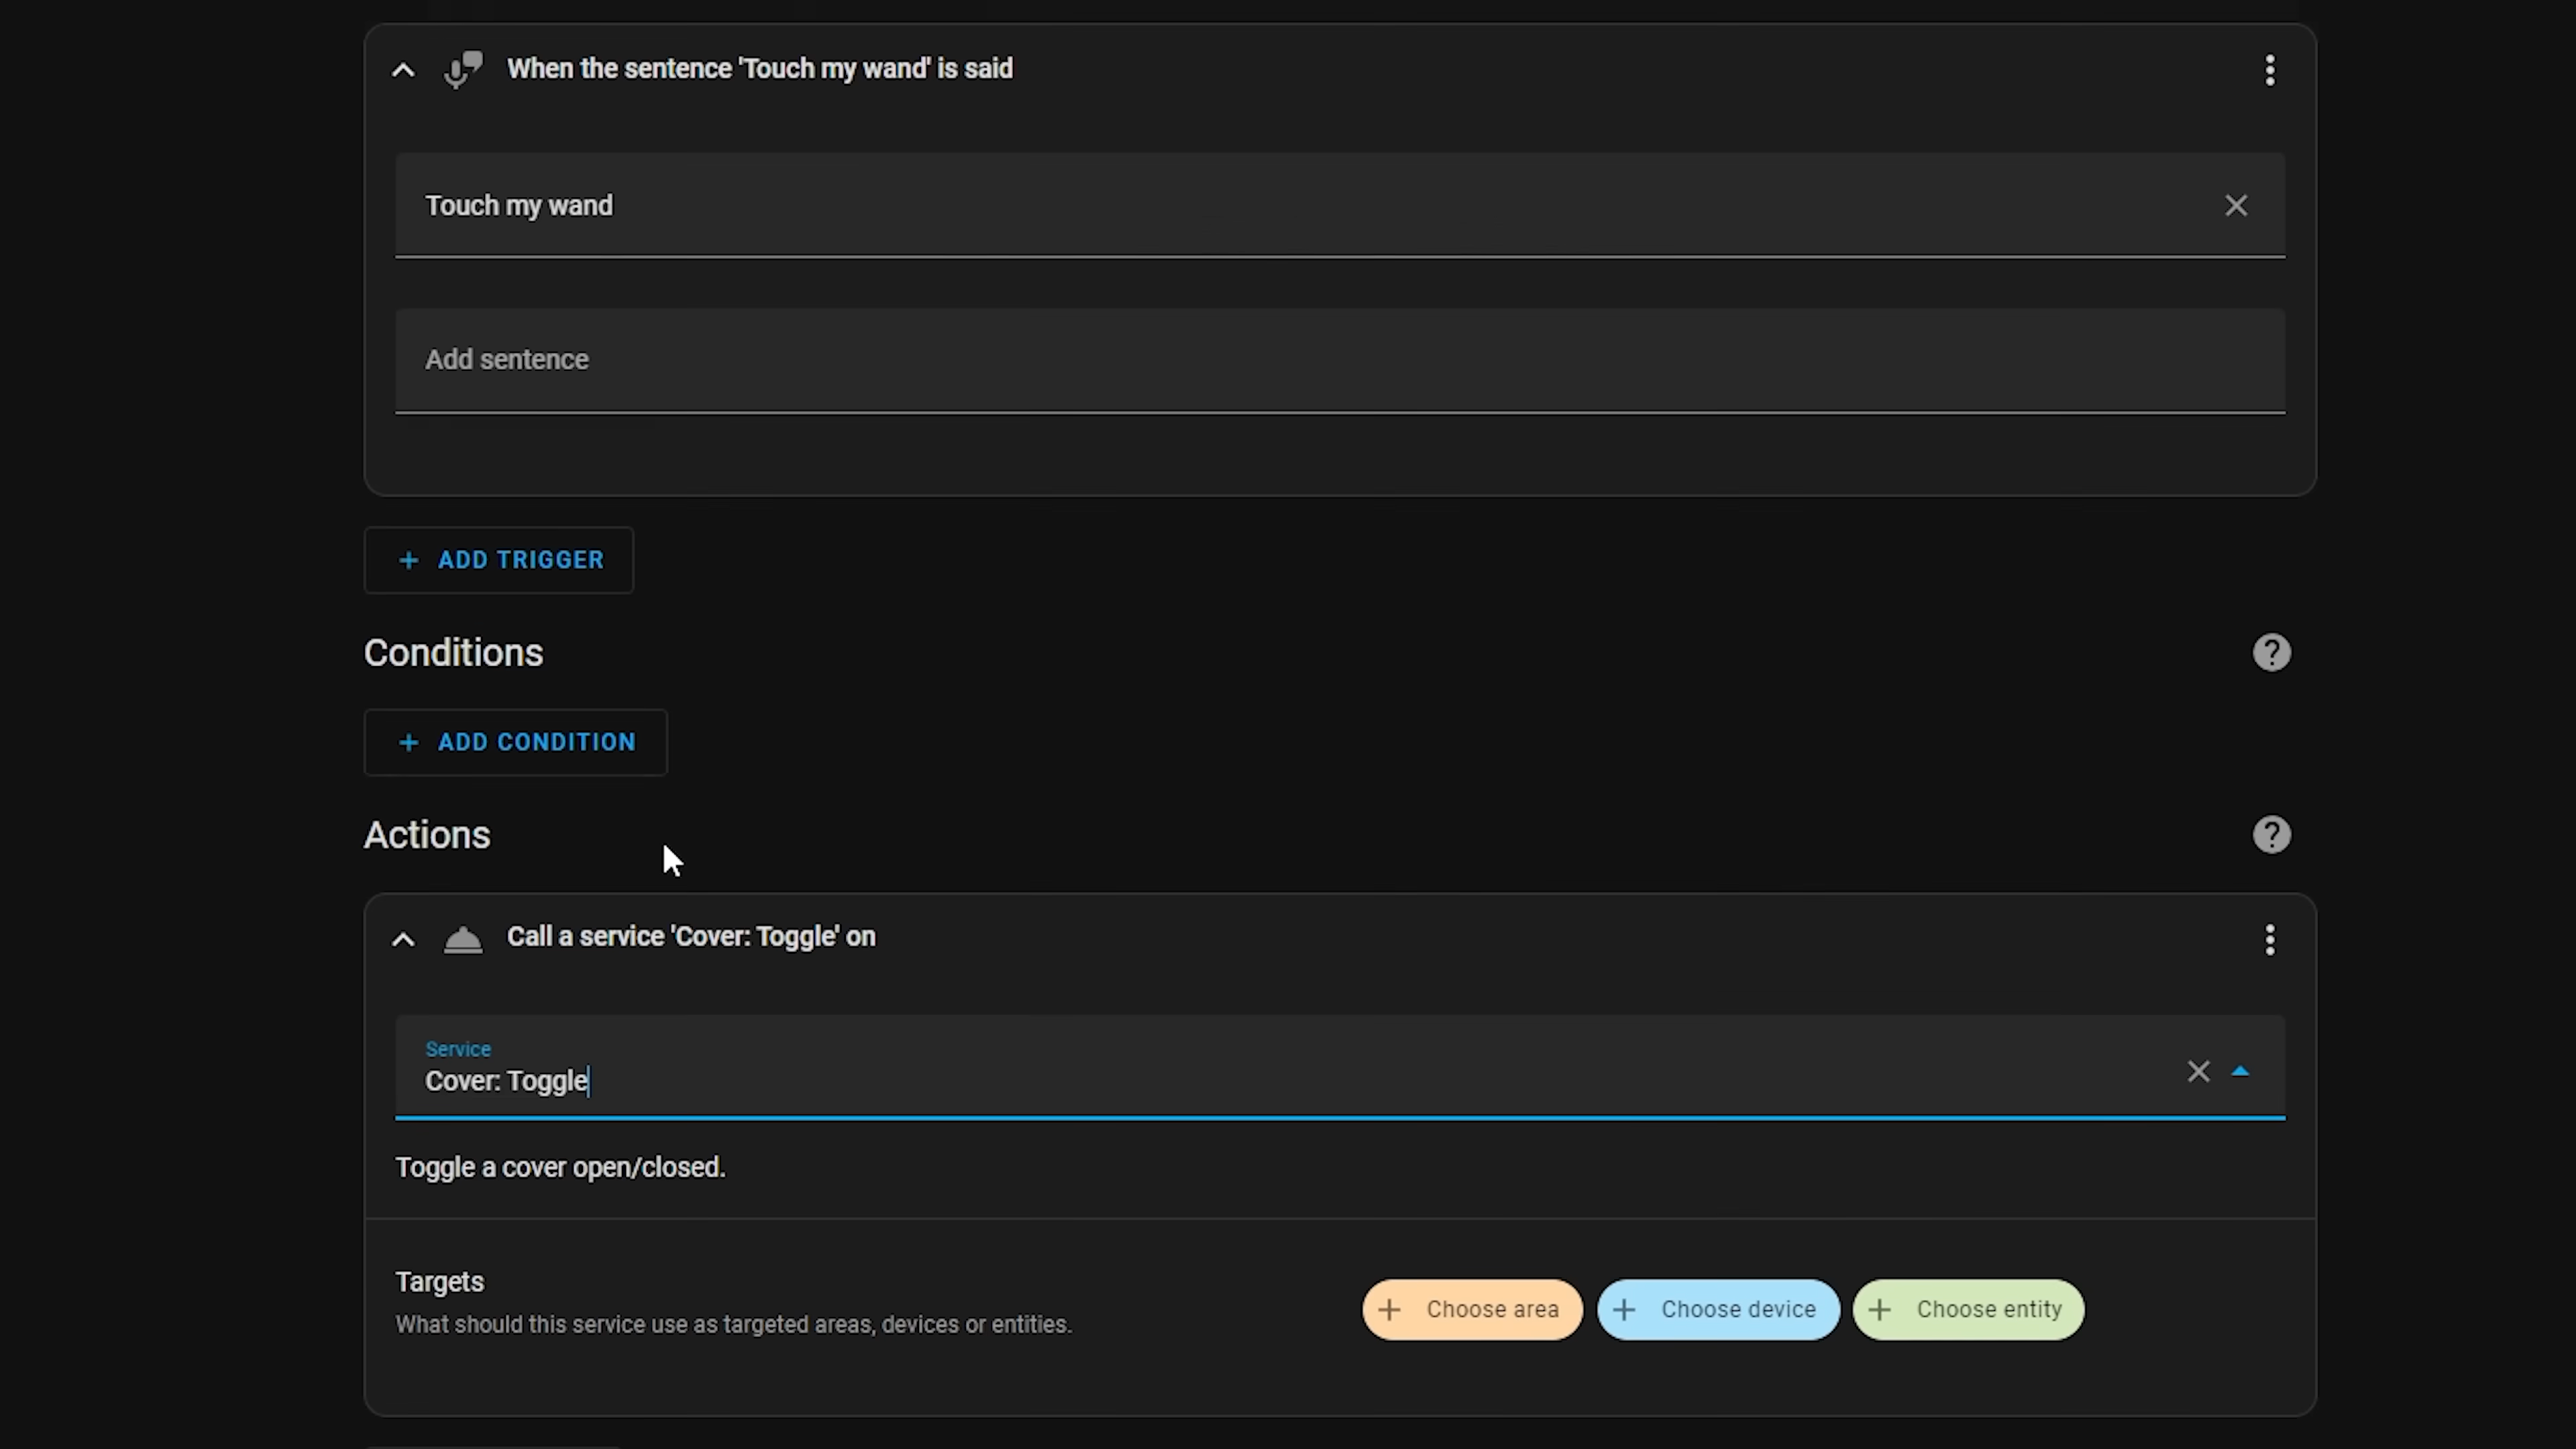 When the sentence 'Touch my wand' is said
Touch my wand
Add sentence
ADD TRIGGER
Conditions
ADD CONDITION
Actions
Call a service 'Cover: Toggle' on
Service
Cover: Toggle
Toggle a cover open/closed.
Targets
What should this service use as targeted areas, devices or entities.
Choose area
Choose device
Choose entity